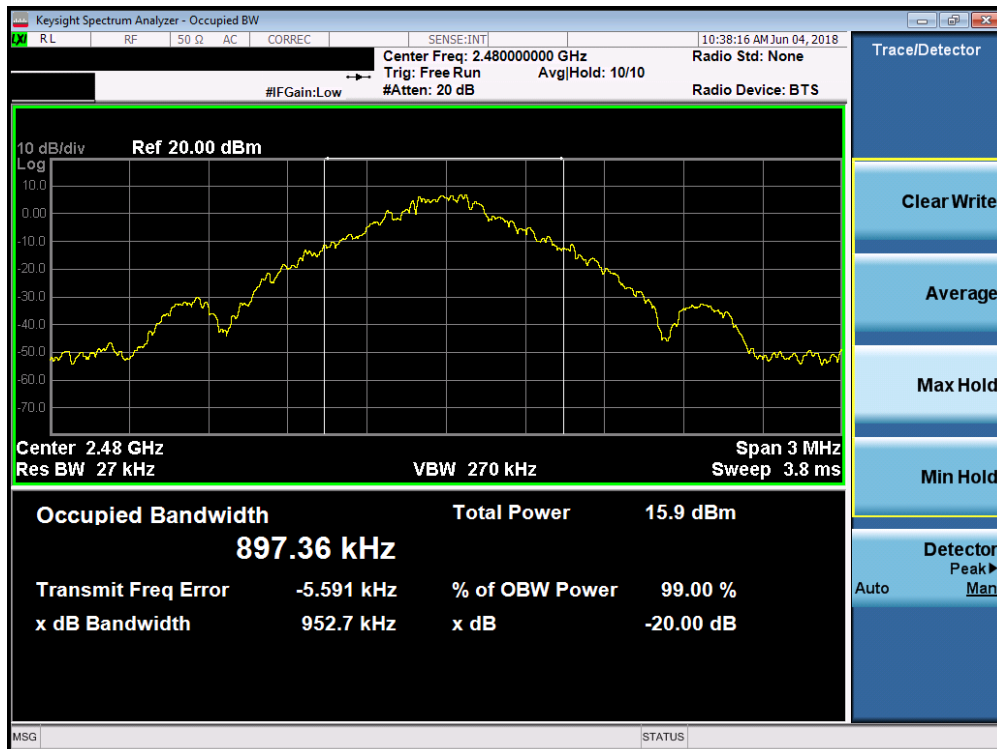 Keysight Spectrum Analyzer - Occupied BW
LXI RL RF 50 Ω AC CORREC SENSE:INT 10:38:16 AM Jun 04, 2018
Center Freq: 2.480000000 GHz Radio Std: None
Trig: Free Run Avg|Hold: 10/10
#IFGain:Low #Atten: 20 dB Radio Device: BTS
Trace/Detector
10 dB/div Ref 20.00 dBm
Log
10.0
0.00
-10.0
-20.0
-30.0
-40.0
-50.0
-60.0
-70.0
Center 2.48 GHz Span 3 MHz
Res BW 27 kHz VBW 270 kHz Sweep 3.8 ms
Occupied Bandwidth Total Power 15.9 dBm
897.36 kHz
Transmit Freq Error -5.591 kHz % of OBW Power 99.00 %
x dB Bandwidth 952.7 kHz x dB -20.00 dB
Clear Write
Average
Max Hold
Min Hold
Detector
Peak▶
Auto Man
MSG STATUS